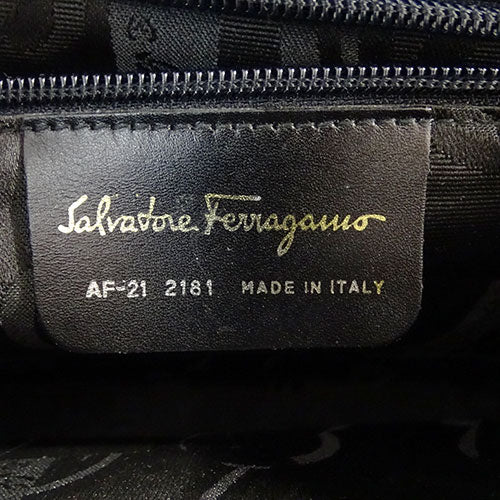 Salvatore Ferragamo
AF-21 2181 MADE IN ITALY